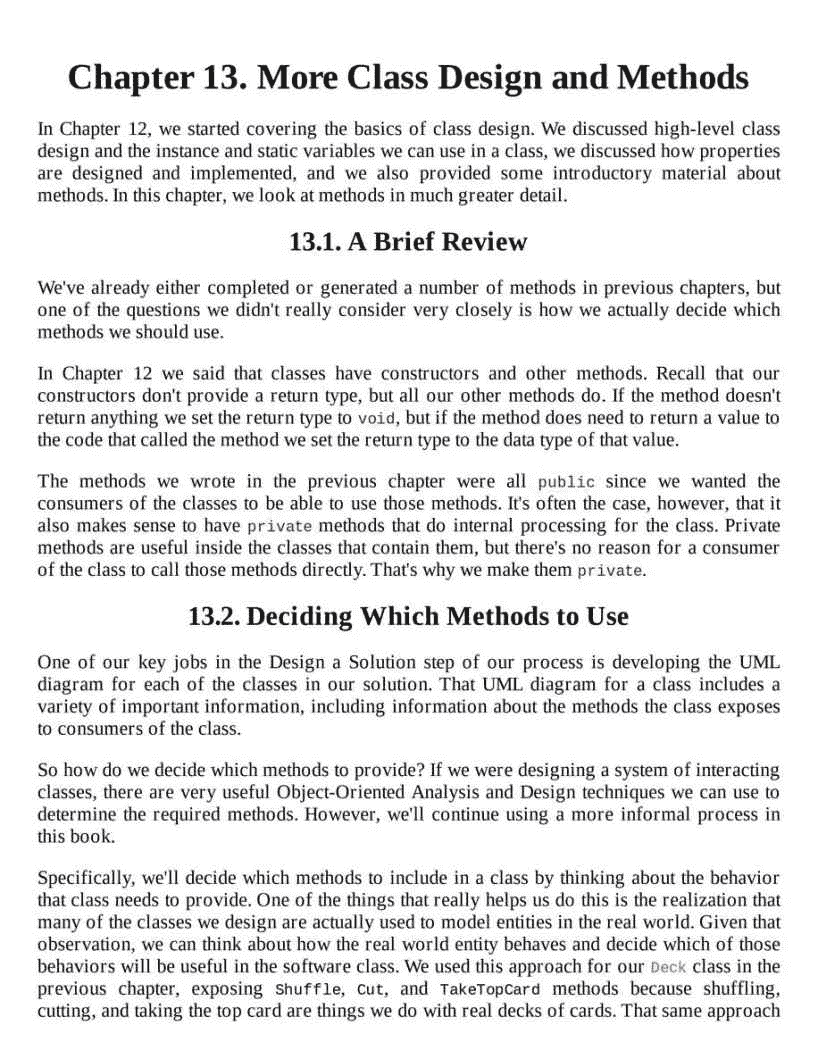 Chapter 13. More Class Design and Methods
In Chapter 12, we started covering the basics of class design. We discussed high-level class
design and the instance and static variables we can use in a class, we discussed how properties
are designed and implemented, and we also provided some introductory material about
methods. In this chapter, we look at methods in much greater detail.
13.1. A Brief Review
We've already either completed or generated a number of methods in previous chapters, but
one of the questions we didn't really consider very closely is how we actually decide which
methods we should use.
In Chapter 12 we said that classes have constructors and other methods. Recall that our
constructors don't provide a return type, but all our other methods do. If the method doesn't
return anything we set the return type to void, but if the method does need to return a value to
the code that called the method we set the return type to the data type of that value.
The methods we wrote in the previous chapter were all public since we wanted the
consumers of the classes to be able to use those methods. It's often the case, however, that it
also makes sense to have private methods that do internal processing for the class. Private
methods are useful inside the classes that contain them, but there's no reason for a consumer
of the class to call those methods directly. That's why we make them private.
13.2. Deciding Which Methods to Use
One of our key jobs in the Design a Solution step of our process is developing the UML
diagram for each of the classes in our solution. That UML diagram for a class includes a
variety of important information, including information about the methods the class exposes
to consumers of the class.
So how do we decide which methods to provide? If we were designing a system of interacting
classes, there are very useful Object-Oriented Analysis and Design techniques we can use to
determine the required methods. However, we'll continue using a more informal process in
this book.
Specifically, we'll decide which methods to include in a class by thinking about the behavior
that class needs to provide. One of the things that really helps us do this is the realization that
many of the classes we design are actually used to model entities in the real world. Given that
observation, we can think about how the real world entity behaves and decide which of those
behaviors will be useful in the software class. We used this approach for our Deck class in the
previous chapter, exposing Shuffle, Cut, and TakeTopCard methods because shuffling,
cutting, and taking the top card are things we do with real decks of cards. That same approach